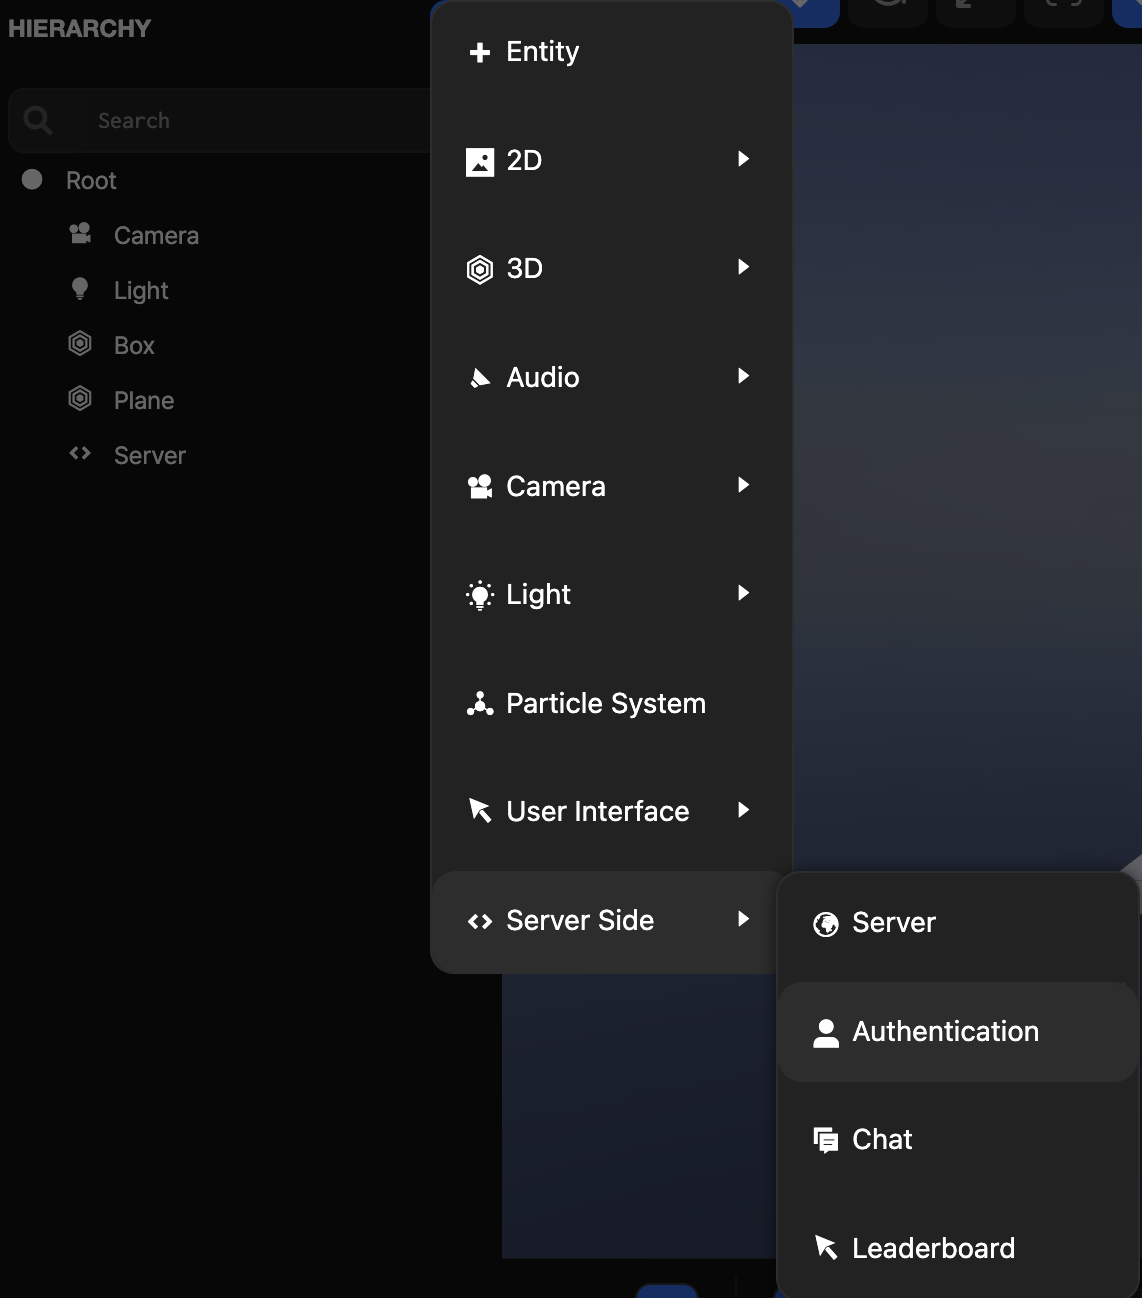 HIERARCHY
Search
Root
Camera
Light
Box
Plane
Server
Entity
2D
3D
Audio
Camera
Light
Particle System
User Interface
Server Side
Server
Authentication
Chat
Leaderboard